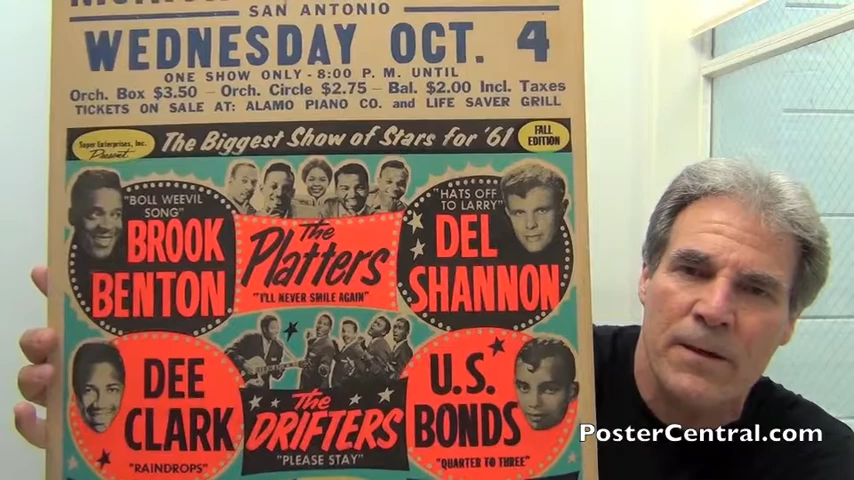 SAN ANTONIO
WEDNESDAY OCT. 4
ONE SHOW ONLY - 8:00 P. M. UNTIL
Orch. Box $3.50 - Orch. Circle $2.75 - Bal. $2.00 Incl. Taxes
TICKETS ON SALE AT: ALAMO PIANO CO. and LIFE SAVER GRILL
Super Enterprises, Inc.
Present.
The Biggest Show of Stars for '61
FALL
EDITION
"BOLL WEEVIL
SONG"
BROOK
BENTON
The
Platters
"I'LL NEVER SMILE AGAIN"
"HATS OFF
TO LARRY"
DEL
SHANNON
DEE
CLARK
"RAINDROPS"
The
DRIFTERS
"PLEASE STAY"
U.S.
BONDS
"QUARTER TO THREE"
PosterCentral.com